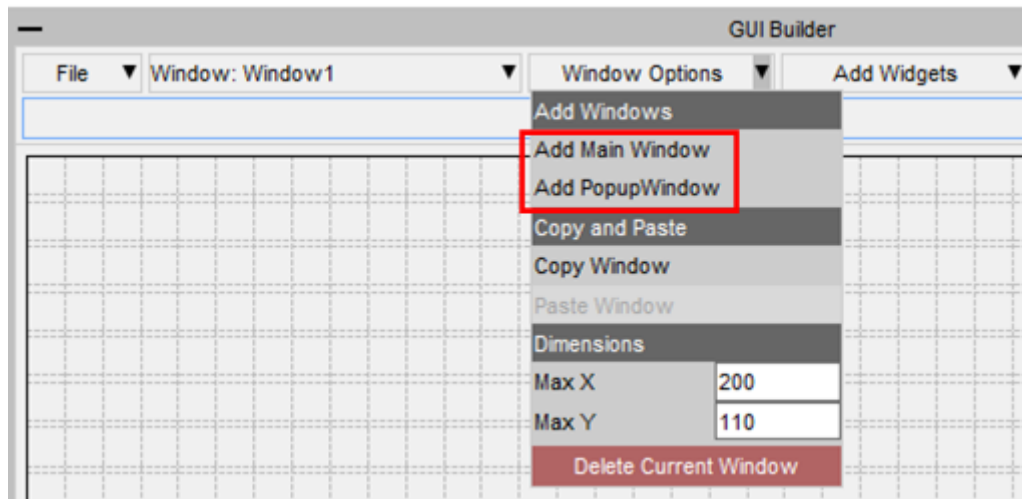 GUI Builder
File Window: Window1 Window Options Add Widgets
Add Windows
Add Main Window
Add PopupWindow
Copy and Paste
Copy Window
Paste Window
Dimensions
Max X 200
Max Y 110
Delete Current Window